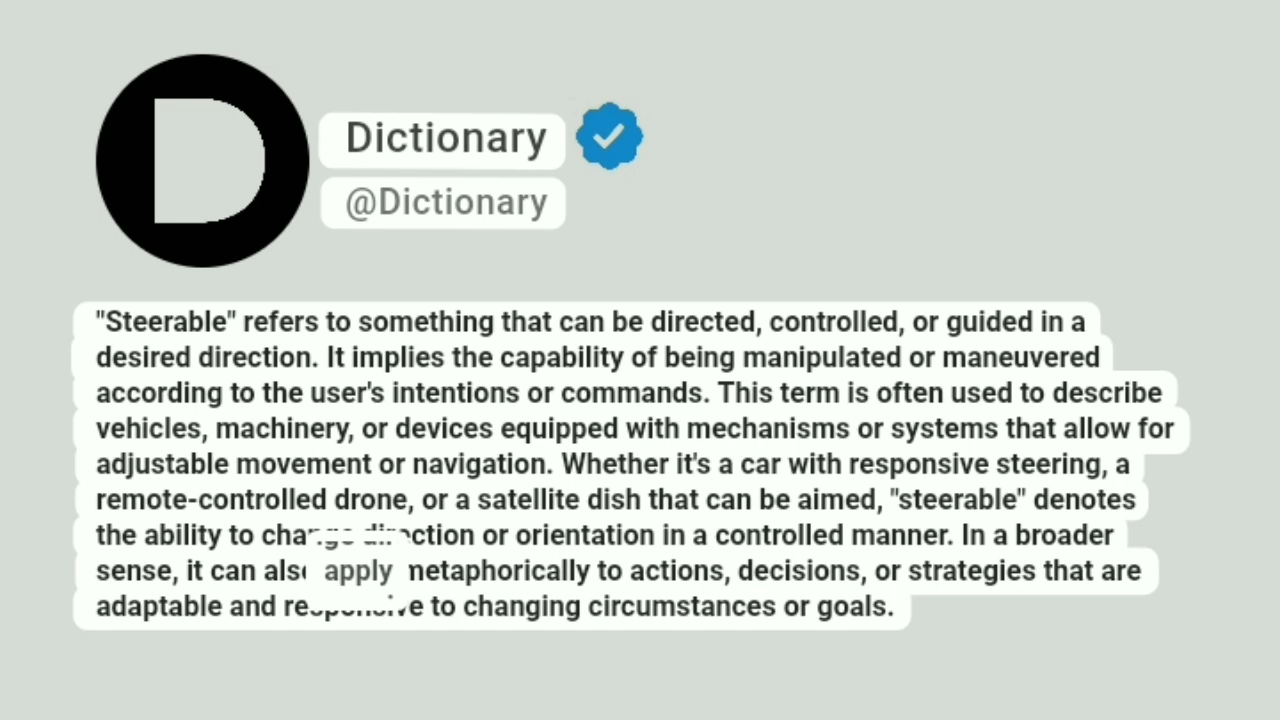 Dictionary
@Dictionary
"Steerable" refers to something that can be directed, controlled, or guided in a
desired direction. It implies the capability of being manipulated or maneuvered
according to the user's intentions or commands. This term is often used to describe
vehicles, machinery, or devices equipped with mechanisms or systems that allow for
adjustable movement or navigation. Whether it's a car with responsive steering, a
remote-controlled drone, or a satellite dish that can be aimed, "steerable" denotes
the ability to change direction or orientation in a controlled manner. In a broader
sense, it can also apply metaphorically to actions, decisions, or strategies that are
adaptable and responsive to changing circumstances or goals.